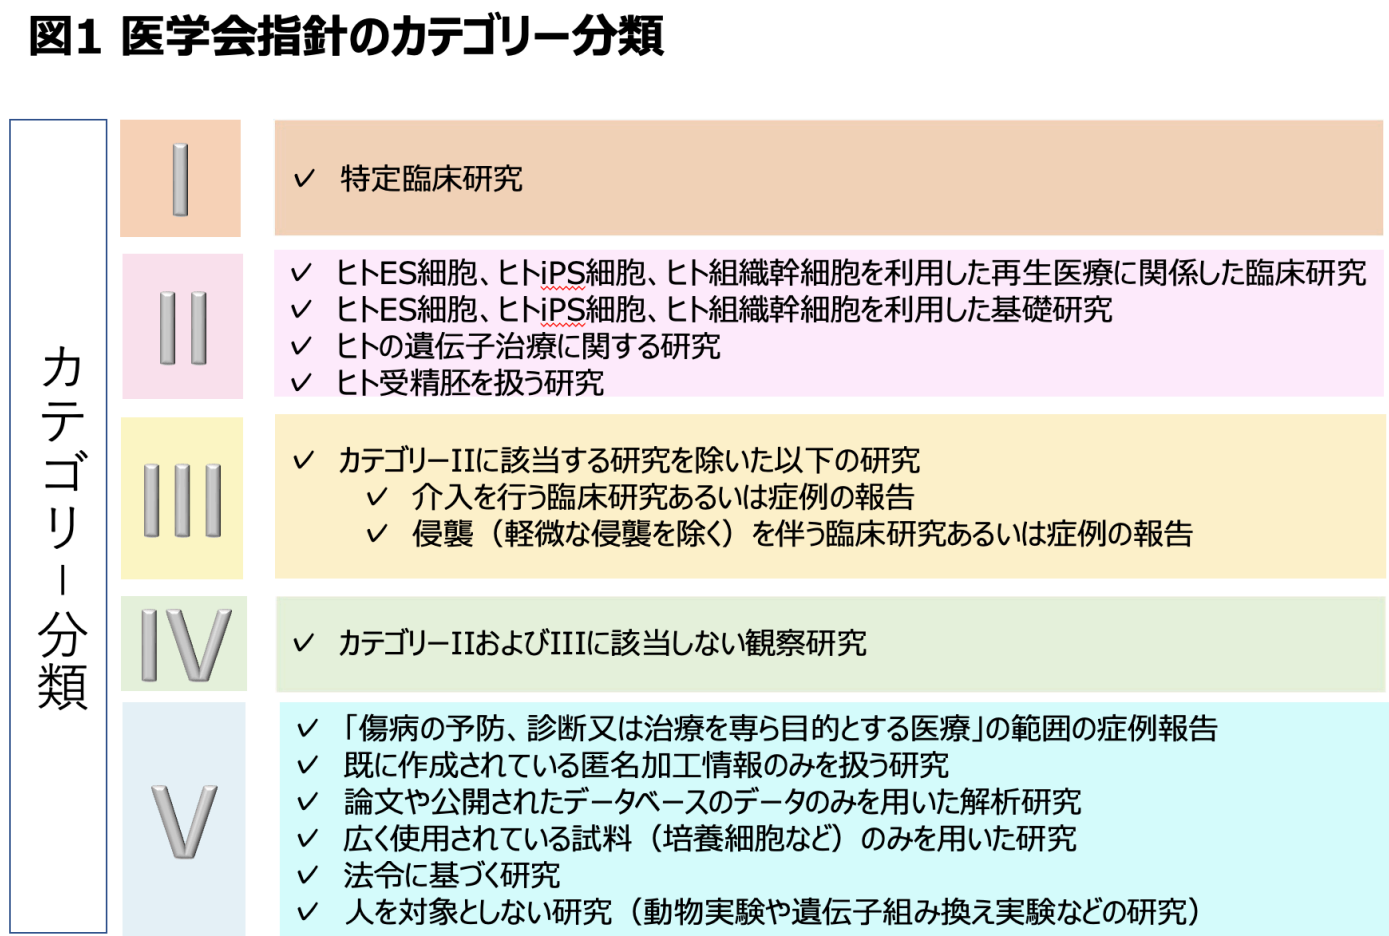 図1 医学会指針のカテゴリー分類
カテゴリー分類
I
✓ 特定臨床研究
II
✓ ヒトES細胞、ヒトiPS細胞、ヒト組織幹細胞を利用した再生医療に関係した臨床研究
✓ ヒトES細胞、ヒトiPS細胞、ヒト組織幹細胞を利用した基礎研究
✓ ヒトの遺伝子治療に関する研究
✓ ヒト受精胚を扱う研究
III
✓ カテゴリーIIに該当する研究を除いた以下の研究
✓ 介入を行う臨床研究あるいは症例の報告
✓ 侵襲（軽微な侵襲を除く）を伴う臨床研究あるいは症例の報告
IV
✓ カテゴリーIIおよびIIIに該当しない観察研究
V
✓ 「傷病の予防、診断又は治療を専ら目的とする医療」の範囲の症例報告
✓ 既に作成されている匿名加工情報のみを扱う研究
✓ 論文や公開されたデータベースのデータのみを用いた解析研究
✓ 広く使用されている試料（培養細胞など）のみを用いた研究
✓ 法令に基づく研究
✓ 人を対象としない研究（動物実験や遺伝子組み換え実験などの研究）